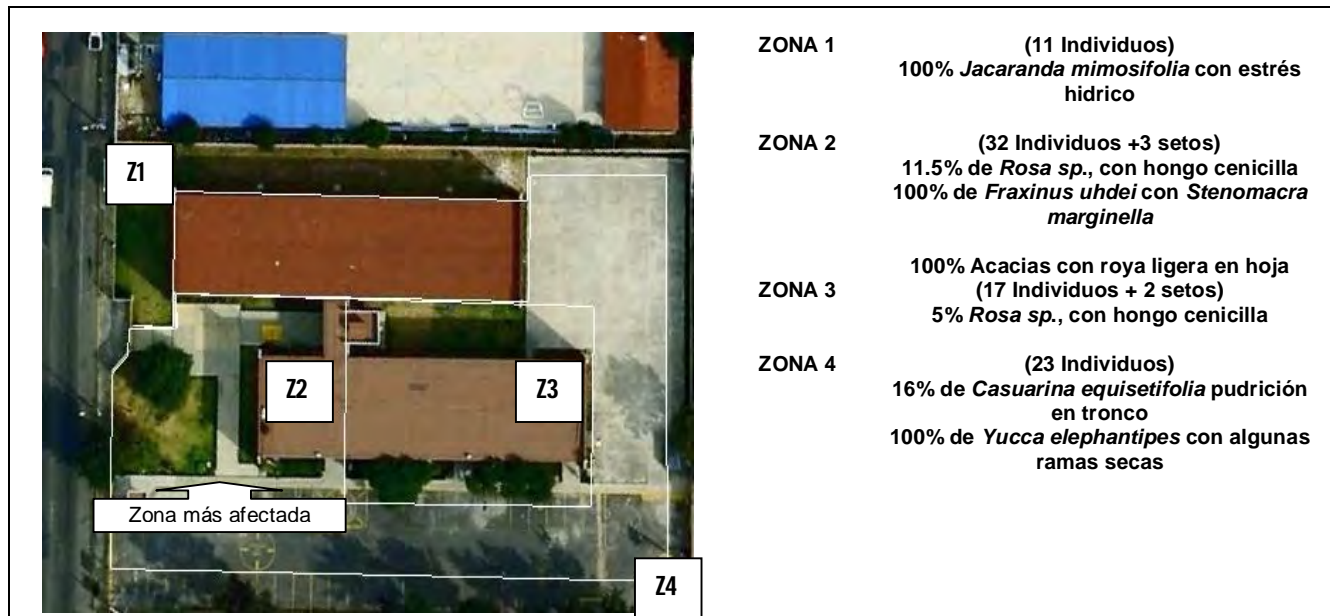 Z1
Z2
Z3
Zona más afectada
Z4
ZONA 1 (11 Individuos)
100% Jacaranda mimosifolia con estrés
hidrico
ZONA 2 (32 Individuos +3 setos)
11.5% de Rosa sp., con hongo cenicilla
100% de Fraxinus uhdei con Stenomacra
marginella
100% Acacias con roya ligera en hoja
ZONA 3 (17 Individuos + 2 setos)
5% Rosa sp., con hongo cenicilla
ZONA 4 (23 Individuos)
16% de Casuarina equisetifolia pudrición
en tronco
100% de Yucca elephantipes con algunas
ramas secas